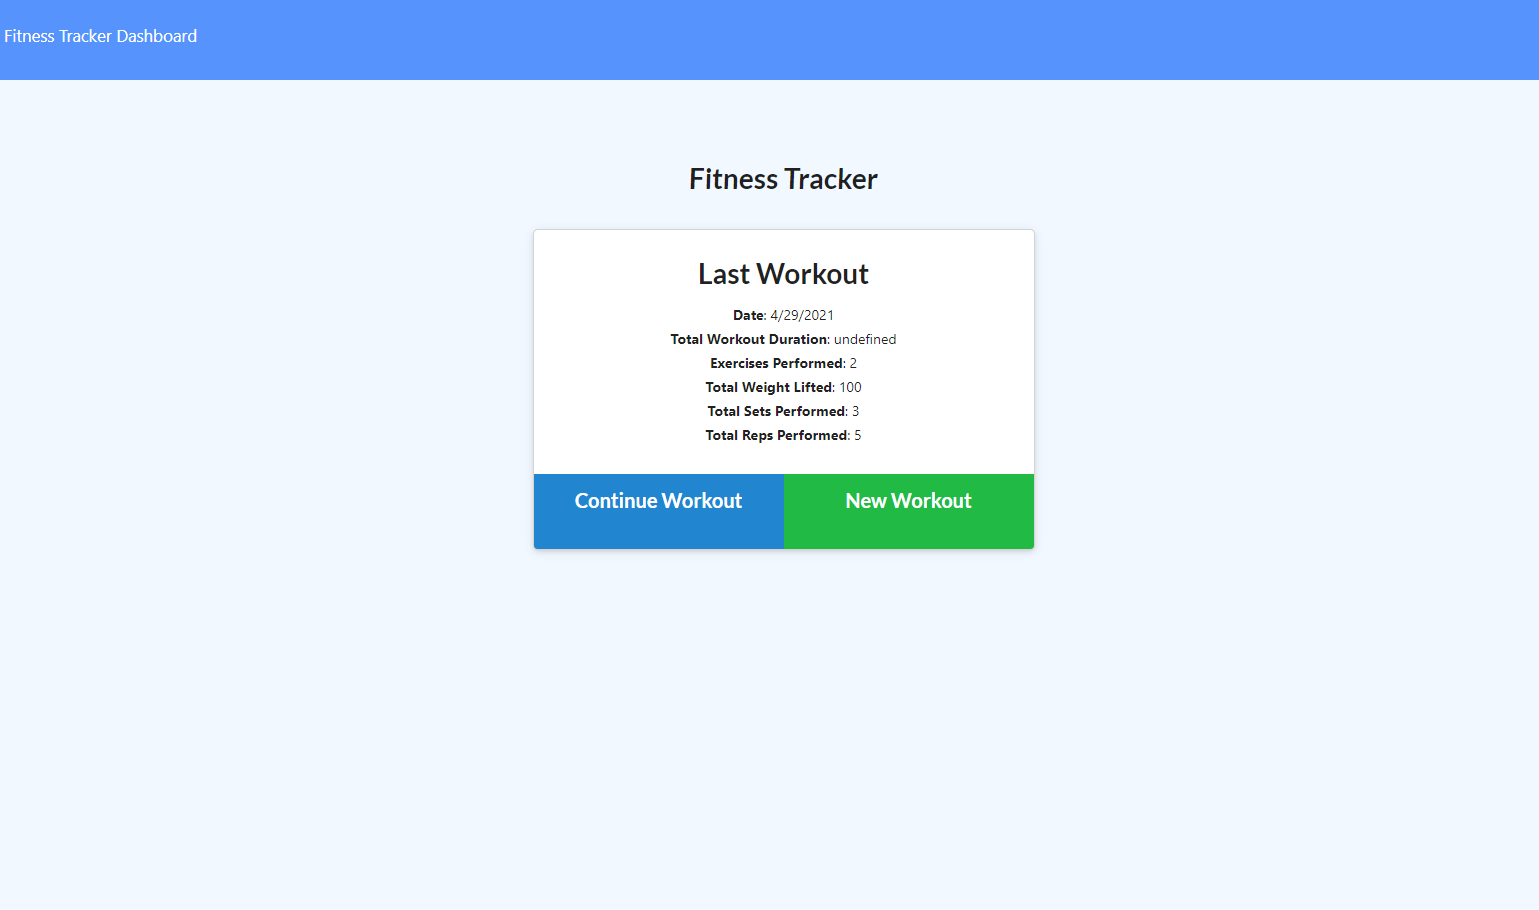 Fitness Tracker Dashboard
Fitness Tracker
Last Workout
Date: 4/29/2021
Total Workout Duration: undefined
Exercises Performed: 2
Total Weight Lifted: 100
Total Sets Performed: 3
Total Reps Performed: 5
Continue Workout New Workout